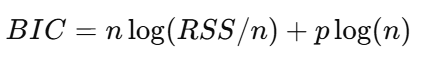 BIC = n log(RSS/n) + p log(n)